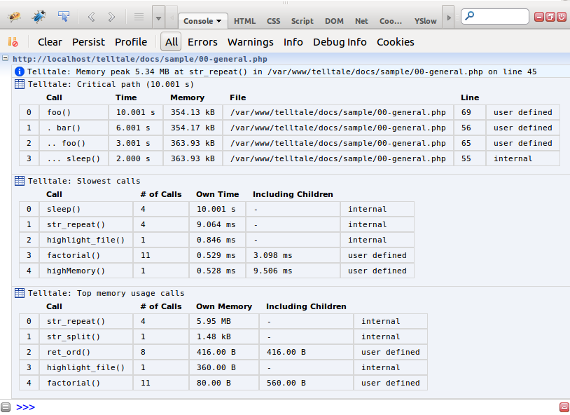 Console HTML CSS Script DOM Net Coo... YSlow
Clear Persist Profile All Errors Warnings Info Debug Info Cookies
http://localhost/telltale/docs/sample/00-general.php
Telltale: Memory peak 5.34 MB at str_repeat() in /var/www/telltale/docs/sample/00-general.php on line 45
Telltale: Critical path (10.001 s)
Call Time Memory File Line
0 foo() 10.001 s 354.13 kB /var/www/telltale/docs/sample/00-general.php 69 user defined
1 . bar() 6.001 s 354.17 kB /var/www/telltale/docs/sample/00-general.php 56 user defined
2 .. foo() 3.001 s 363.93 kB /var/www/telltale/docs/sample/00-general.php 65 user defined
3 ... sleep() 2.000 s 363.93 kB /var/www/telltale/docs/sample/00-general.php 55 internal
Telltale: Slowest calls
Call # of Calls Own Time Including Children
0 sleep() 4 10.001 s - internal
1 str_repeat() 4 9.064 ms - internal
2 highlight_file() 1 0.846 ms - internal
3 factorial() 11 0.529 ms 3.098 ms user defined
4 highMemory() 1 0.528 ms 9.506 ms user defined
Telltale: Top memory usage calls
Call # of Calls Own Memory Including Children
0 str_repeat() 4 5.95 MB - internal
1 str_split() 1 1.48 kB - internal
2 ret_ord() 8 416.00 B 416.00 B user defined
3 highlight_file() 1 360.00 B - internal
4 factorial() 11 80.00 B 560.00 B user defined
>>>